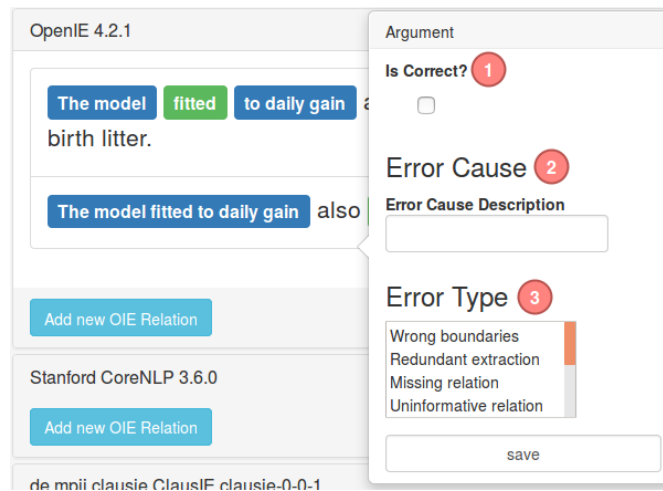 OpenIE 4.2.1
The model fitted to daily gain
birth litter.
The model fitted to daily gain also
Add new OIE Relation
Stanford CoreNLP 3.6.0
Add new OIE Relation
de mpii clausie ClausIE clausie-0-0-1
Argument
Is Correct? 1
Error Cause 2
Error Cause Description
Error Type 3
Wrong boundaries
Redundant extraction
Missing relation
Uninformative relation
save